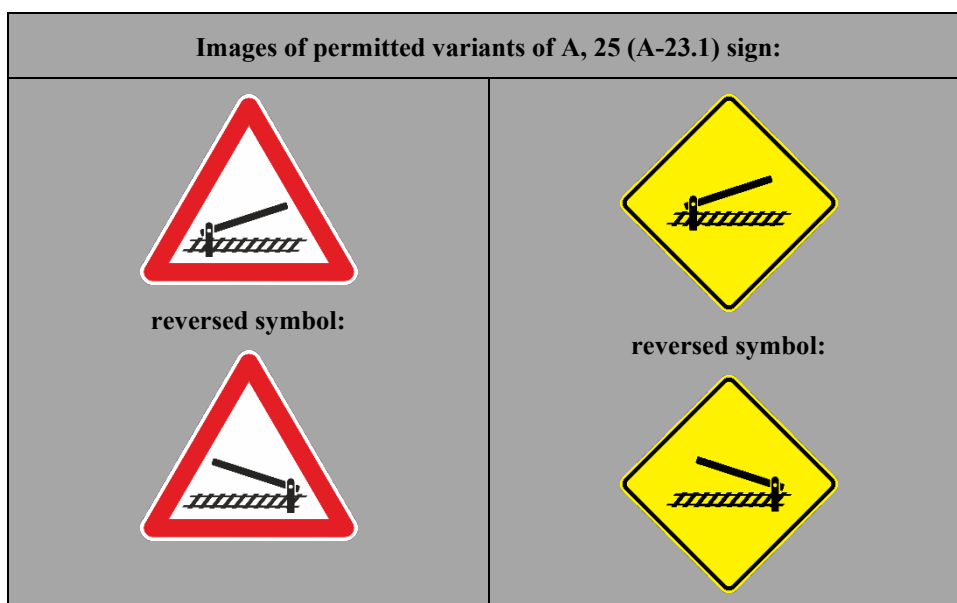 Images of permitted variants of A, 25 (A-23.1) sign:
reversed symbol:
reversed symbol: